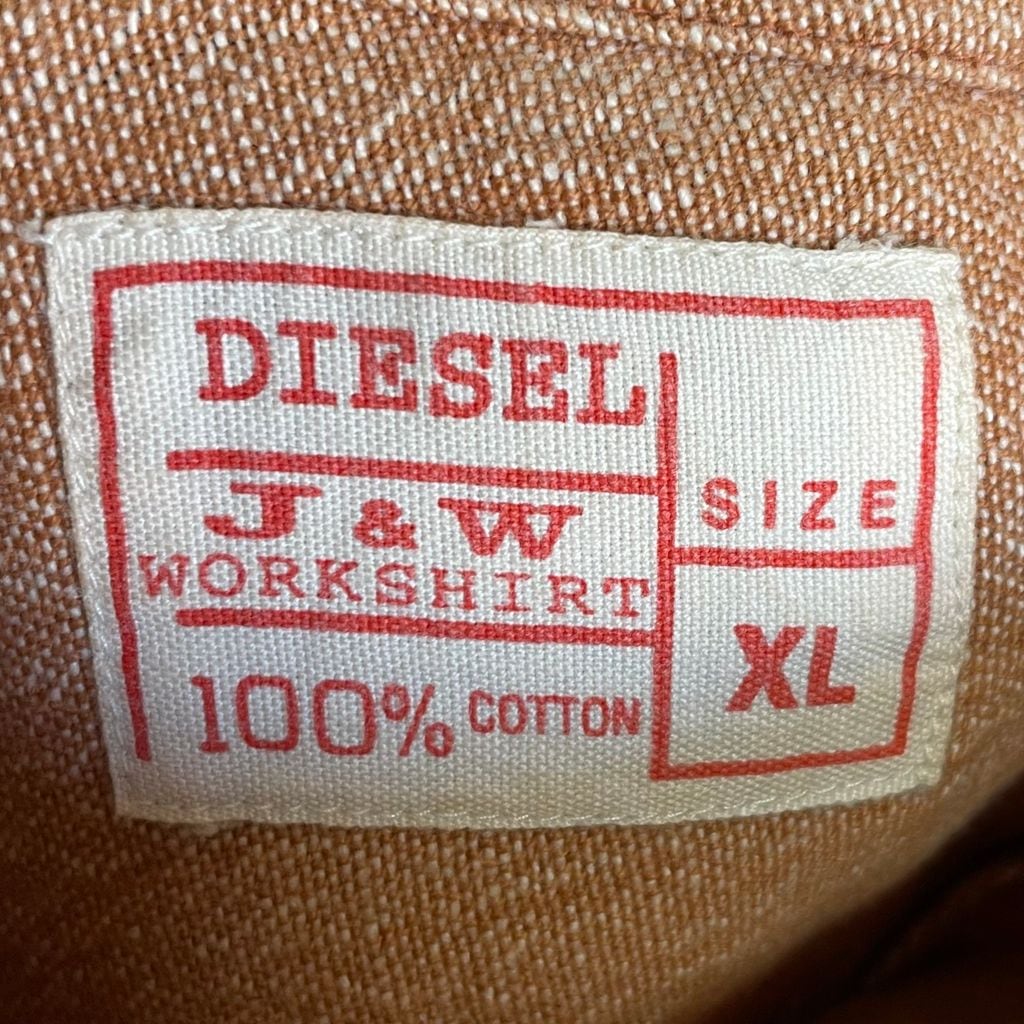 DIESEL
J & W
WORKSHIRT
100% COTTON
SIZE
XL